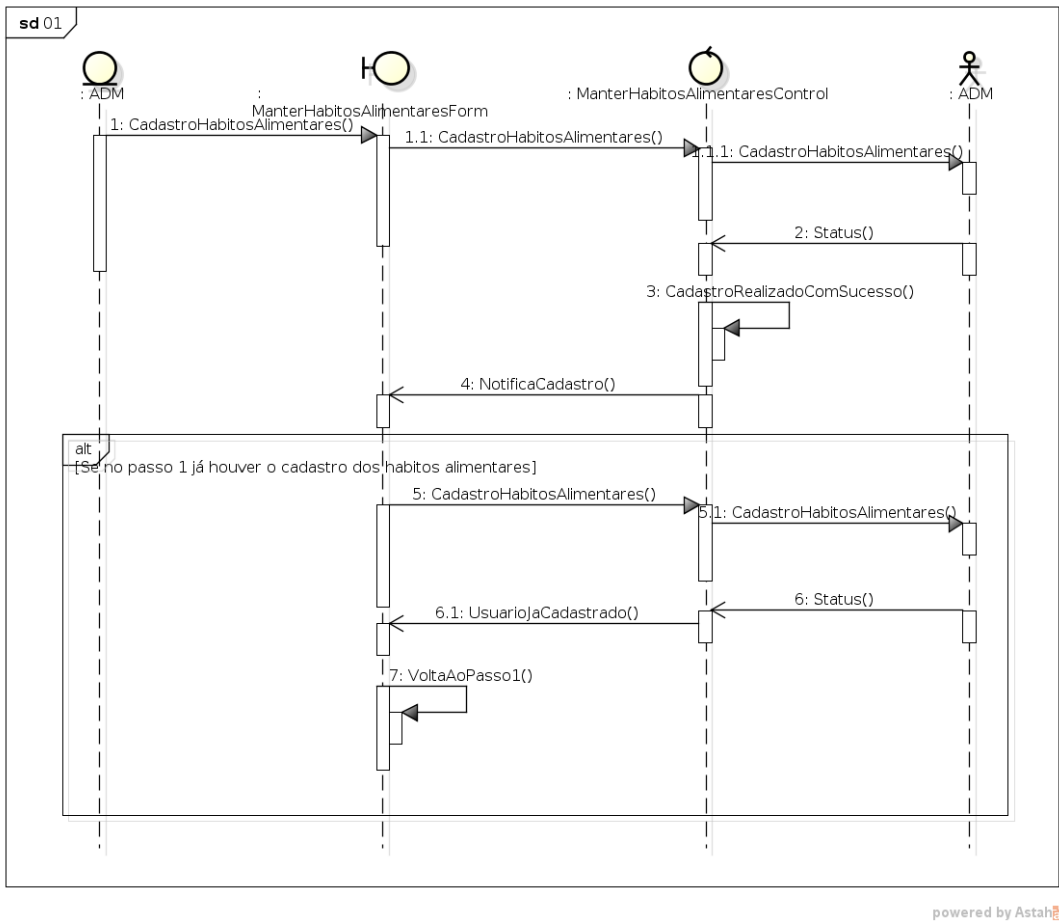 sd 01
: ADM
:
ManterHabitosAlimentaresForm
: ManterHabitosAlimentaresControl
: ADM
1: CadastroHabitosAlimentares()
1.1: CadastroHabitosAlimentares()
1.1.1: CadastroHabitosAlimentares()
2: Status()
3: CadastroRealizadoComSucesso()
4: NotificaCadastro()
alt
[Se no passo 1 já houver o cadastro dos habitos alimentares]
5: CadastroHabitosAlimentares()
5.1: CadastroHabitosAlimentares()
6: Status()
6.1: UsuarioJaCadastrado()
7: VoltaAoPasso1()
powered by Astah